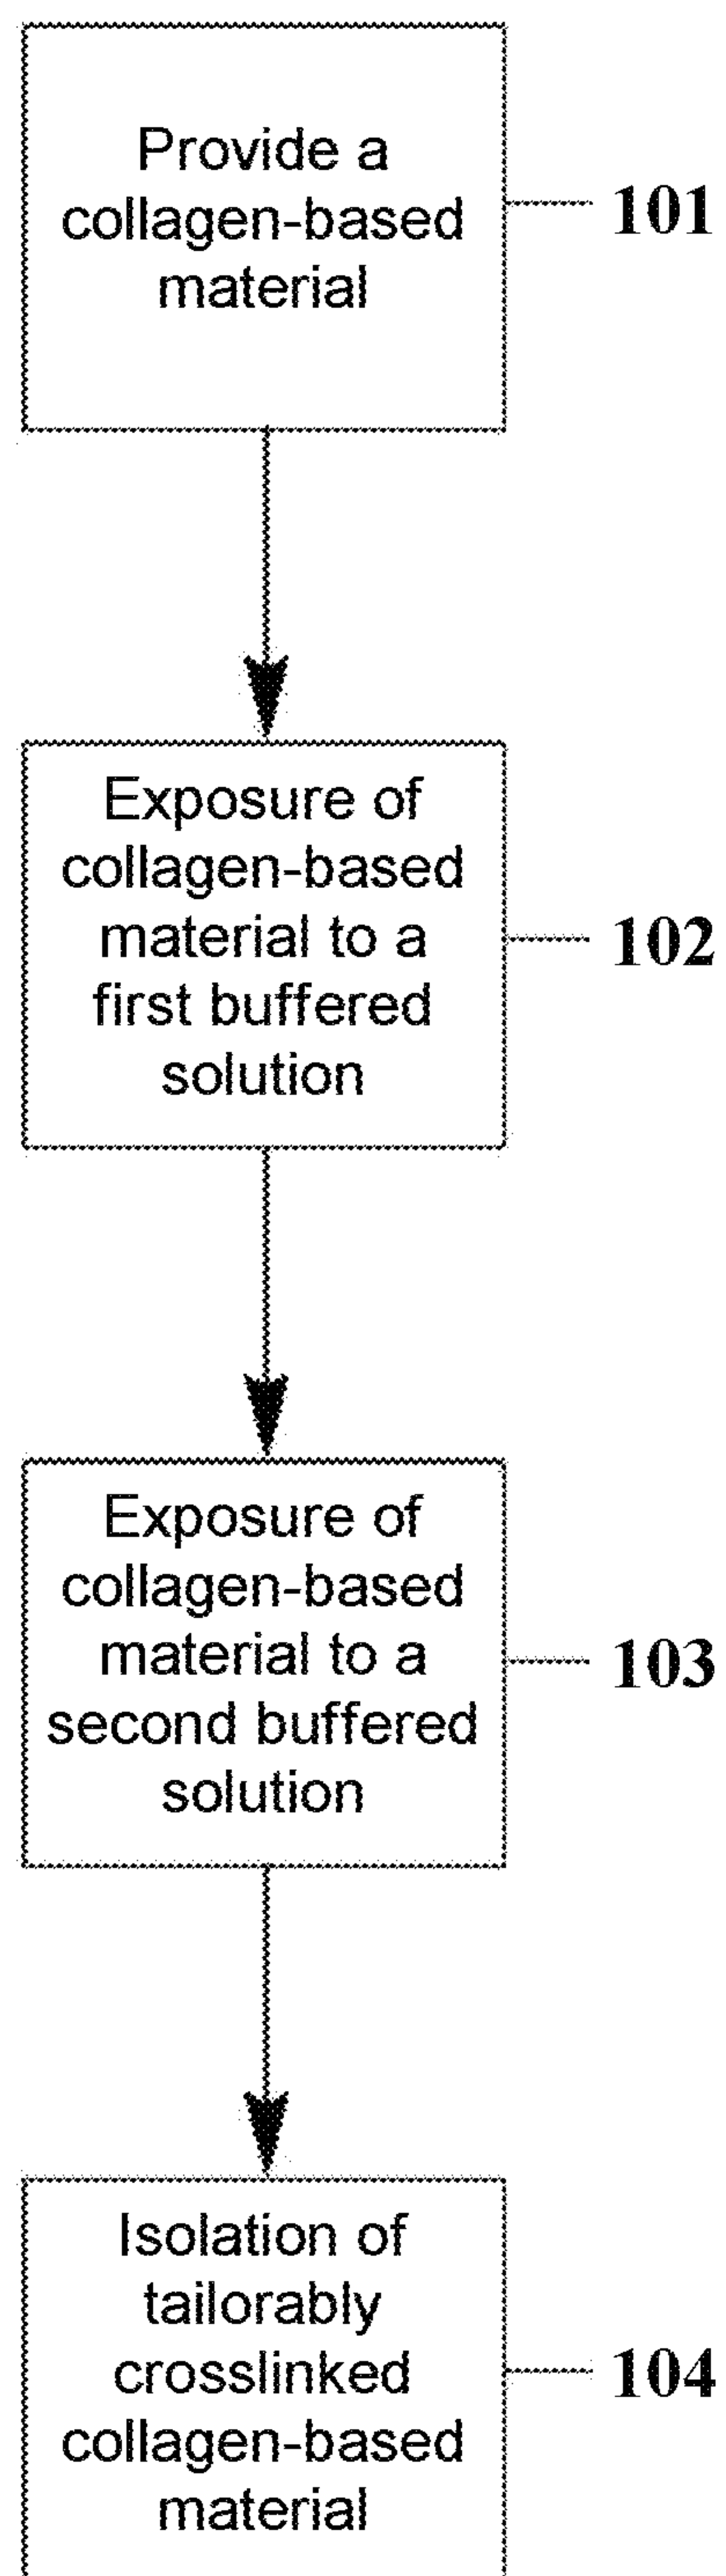 Provide a
collagen-based
material
101
Exposure of
collagen-based
material to a
first buffered
solution
102
Exposure of
collagen-based
material to a
second buffered
solution
103
Isolation of
tailorably
crosslinked
collagen-based
material
104